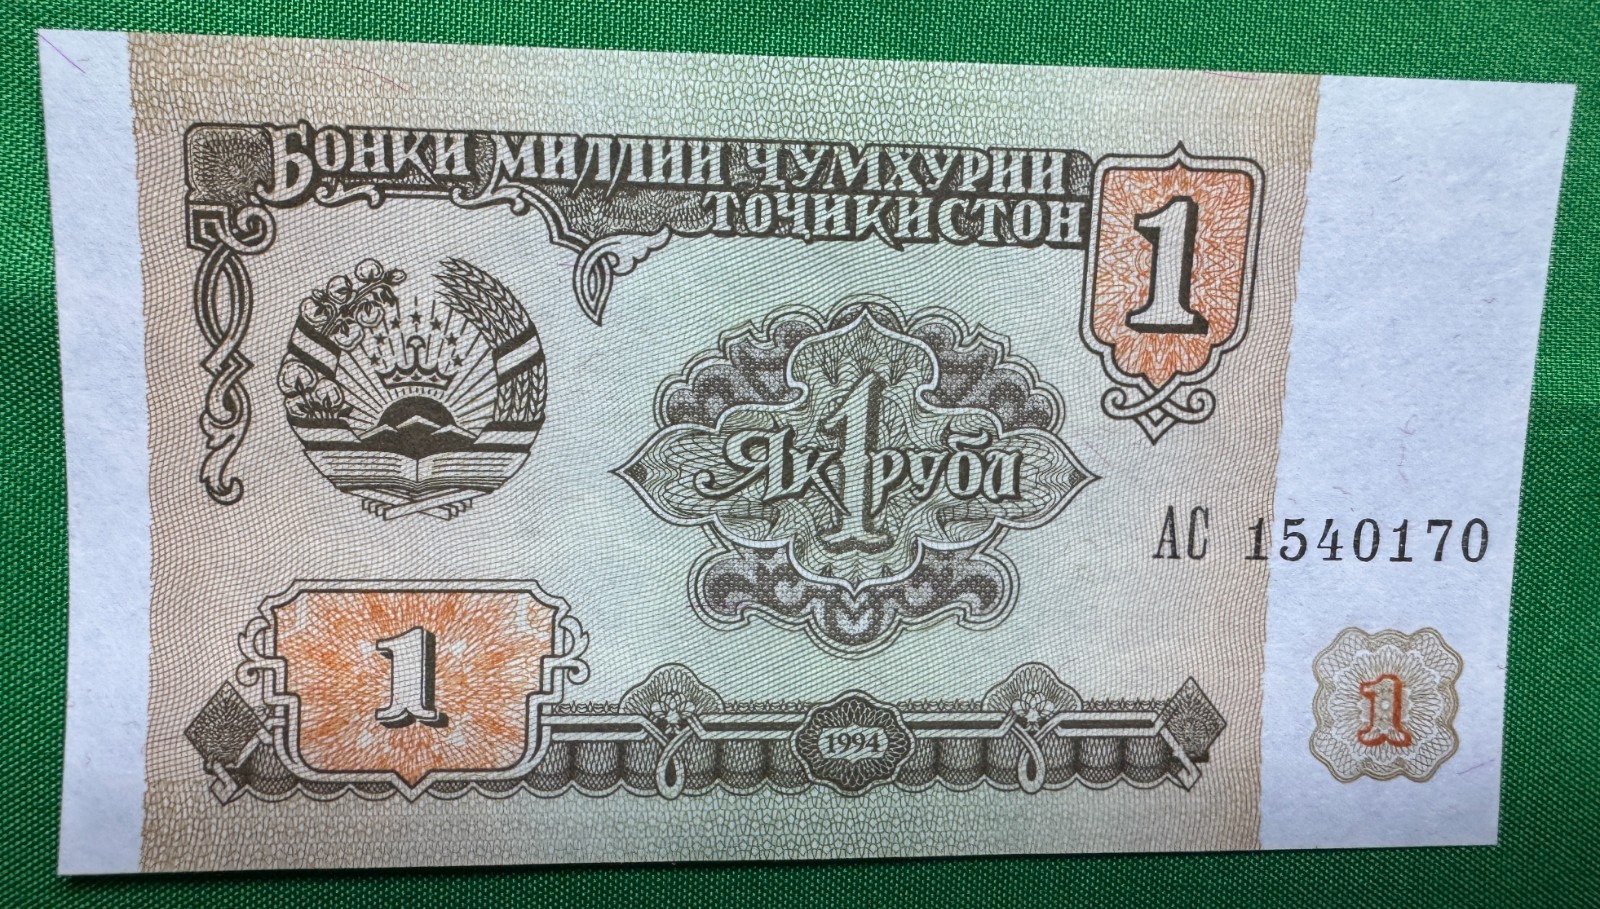 БОНКИ МИЛЛИИ ҶУМҲУРИИ
ТОҶИКИСТОН
1
ЯК 1 РУБЛ
АС 1540170
1
1994
1